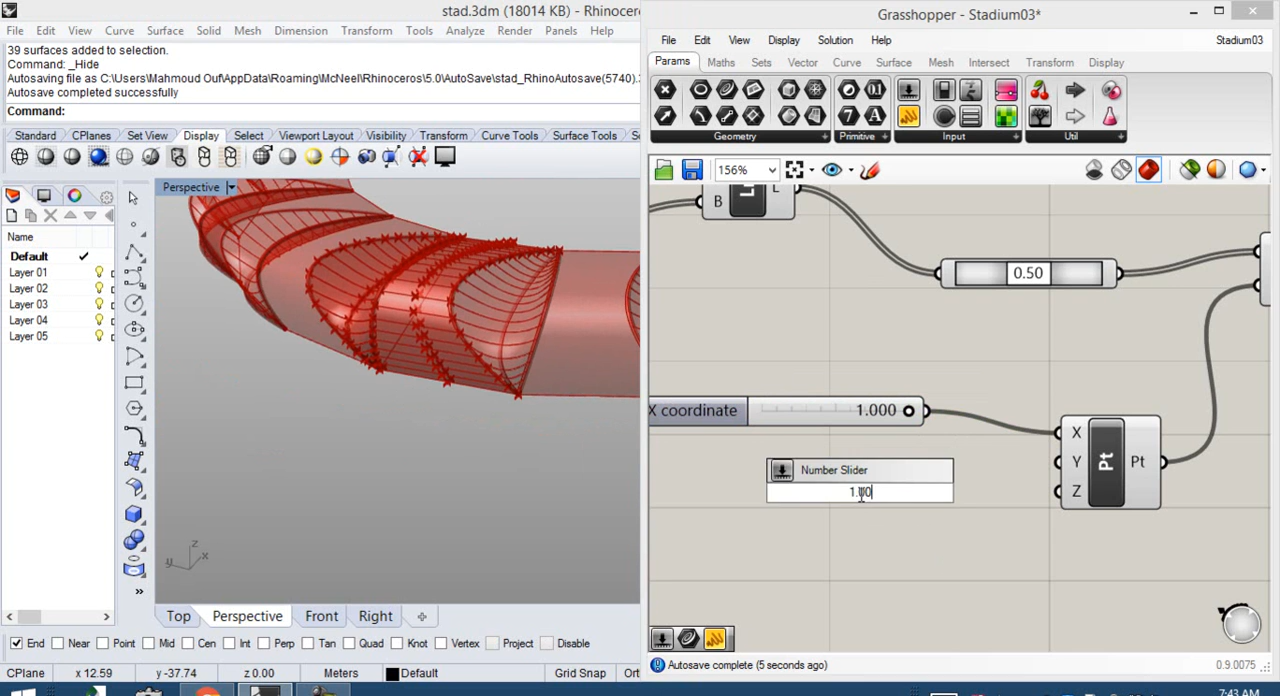 stad.3dm (18014 KB) - Rhinoceros
Grasshopper - Stadium03*
File Edit View Curve Surface Solid Mesh Dimension Transform Tools Analyze Render Panels Help
File Edit View Display Solution Help
Stadium03
39 surfaces added to selection.
Command: _Hide
Autosaving file as C:\Users\Mahmoud Ouf\AppData\Roaming\McNeel\Rhinoceros\5.0\AutoSave\stad_RhinoAutosave(5740).3
Autosave completed successfully
Command:
Params Maths Sets Vector Curve Surface Mesh Intersect Transform Display
Geometry Primitive Input Util
Standard CPlanes Set View Display Select Viewport Layout Visibility Transform Curve Tools Surface Tools
156%
Perspective
Name
Default
Layer 01
Layer 02
Layer 03
Layer 04
Layer 05
B
L
0.50
X coordinate
1.000
X
Y
Z
Pt
Pt
Number Slider
z
y
x
Top Perspective Front Right
End Near Point Mid Cen Int Perp Tan Quad Knot Vertex Project Disable
CPlane x 12.59 y -37.74 z 0.00 Meters Default Grid Snap
Autosave complete (5 seconds ago)
0.9.0075
7:43 AM